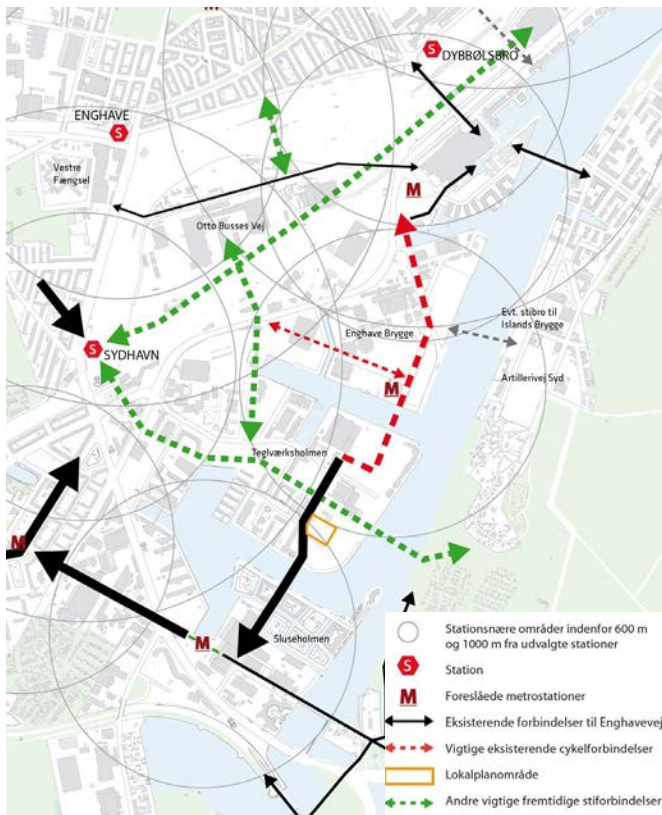 S DYBBØLSBRO
ENGHAVE
S
Vestre
Fængsel
M
Otto Busses Vej
Evt. stibro til
Islands Brygge
Enghave Brygge
S SYDHAVN
M
Artillerivej Syd
Teglværksholmen
M
M
Sluseholmen
Stationsnære områder indenfor 600 m
og 1000 m fra udvalgte stationer
S Station
M Foreslåede metrostationer
Eksisterende forbindelser til Enghavevej
Vigtige eksisterende cykelforbindelser
Lokalplanområde
Andre vigtige fremtidige stiforbindelser